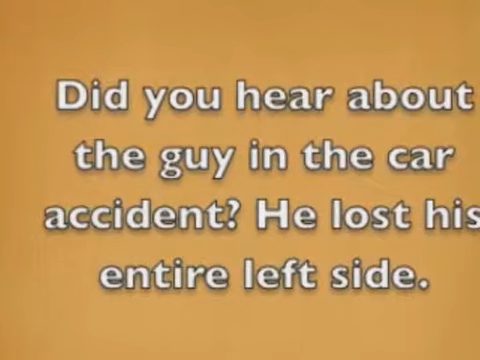 Did you hear about
the guy in the car
accident? He lost his
entire left side.